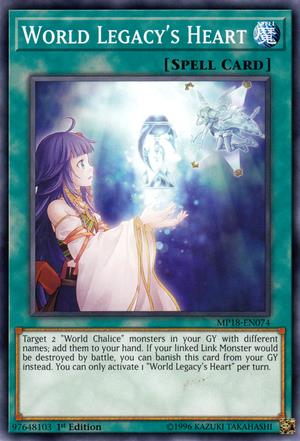 World Legacy's Heart
SPELL
魔
[Spell Card]
MP18-EN074
Target 2 "World Chalice" monsters in your GY with different
names; add them to your hand. If your linked Link Monster would
be destroyed by battle, you can banish this card from your GY
instead. You can only activate 1 "World Legacy's Heart" per turn.
97648103 1st Edition ©1996 KAZUKI TAKAHASHI